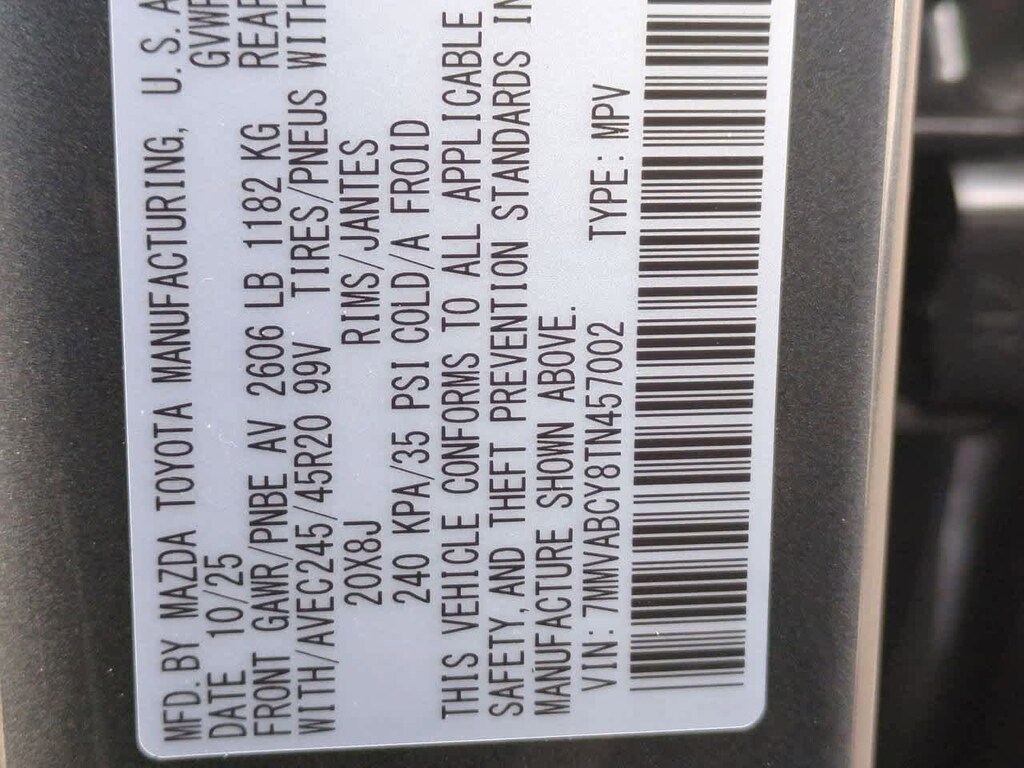 MFD.BY MAZDA TOYOTA MANUFACTURING, U.S.A
DATE 10/25 GVWR
FRONT GAWR/PNBE AV 2606 LB 1182 KG REAR
WITH/AVEC245/45R20 99V TIRES/PNEUS WITH
20X8J RIMS/JANTES
240 KPA/35 PSI COLD/A FROID
THIS VEHICLE CONFORMS TO ALL APPLICABLE
SAFETY, AND THEFT PREVENTION STANDARDS IN
MANUFACTURE SHOWN ABOVE.
VIN: 7MMVABCY8TN457002 TYPE: MPV